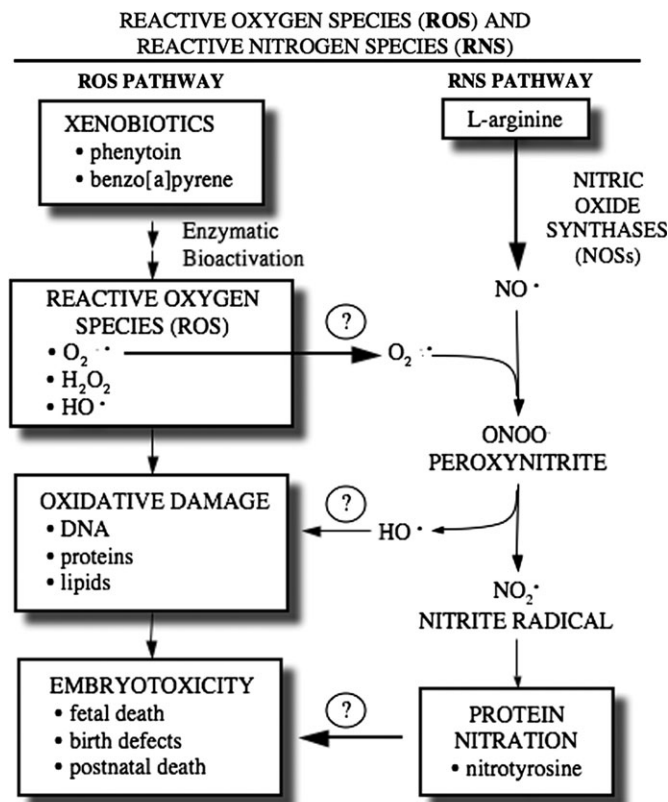 REACTIVE OXYGEN SPECIES (ROS) AND
REACTIVE NITROGEN SPECIES (RNS)
ROS PATHWAY
XENOBIOTICS
• phenytoin
• benzo[a]pyrene
Enzymatic
Bioactivation
REACTIVE OXYGEN
SPECIES (ROS)
• O₂⁻•
• H₂O₂
• HO•
?
OXIDATIVE DAMAGE
• DNA
• proteins
• lipids
?
EMBRYOTOXICITY
• fetal death
• birth defects
• postnatal death
?
RNS PATHWAY
L-arginine
NITRIC
OXIDE
SYNTHASES
(NOSs)
NO•
O₂⁻•
ONOO
PEROXYNITRITE
HO•
NO₂•
NITRITE RADICAL
PROTEIN
NITRATION
• nitrotyrosine